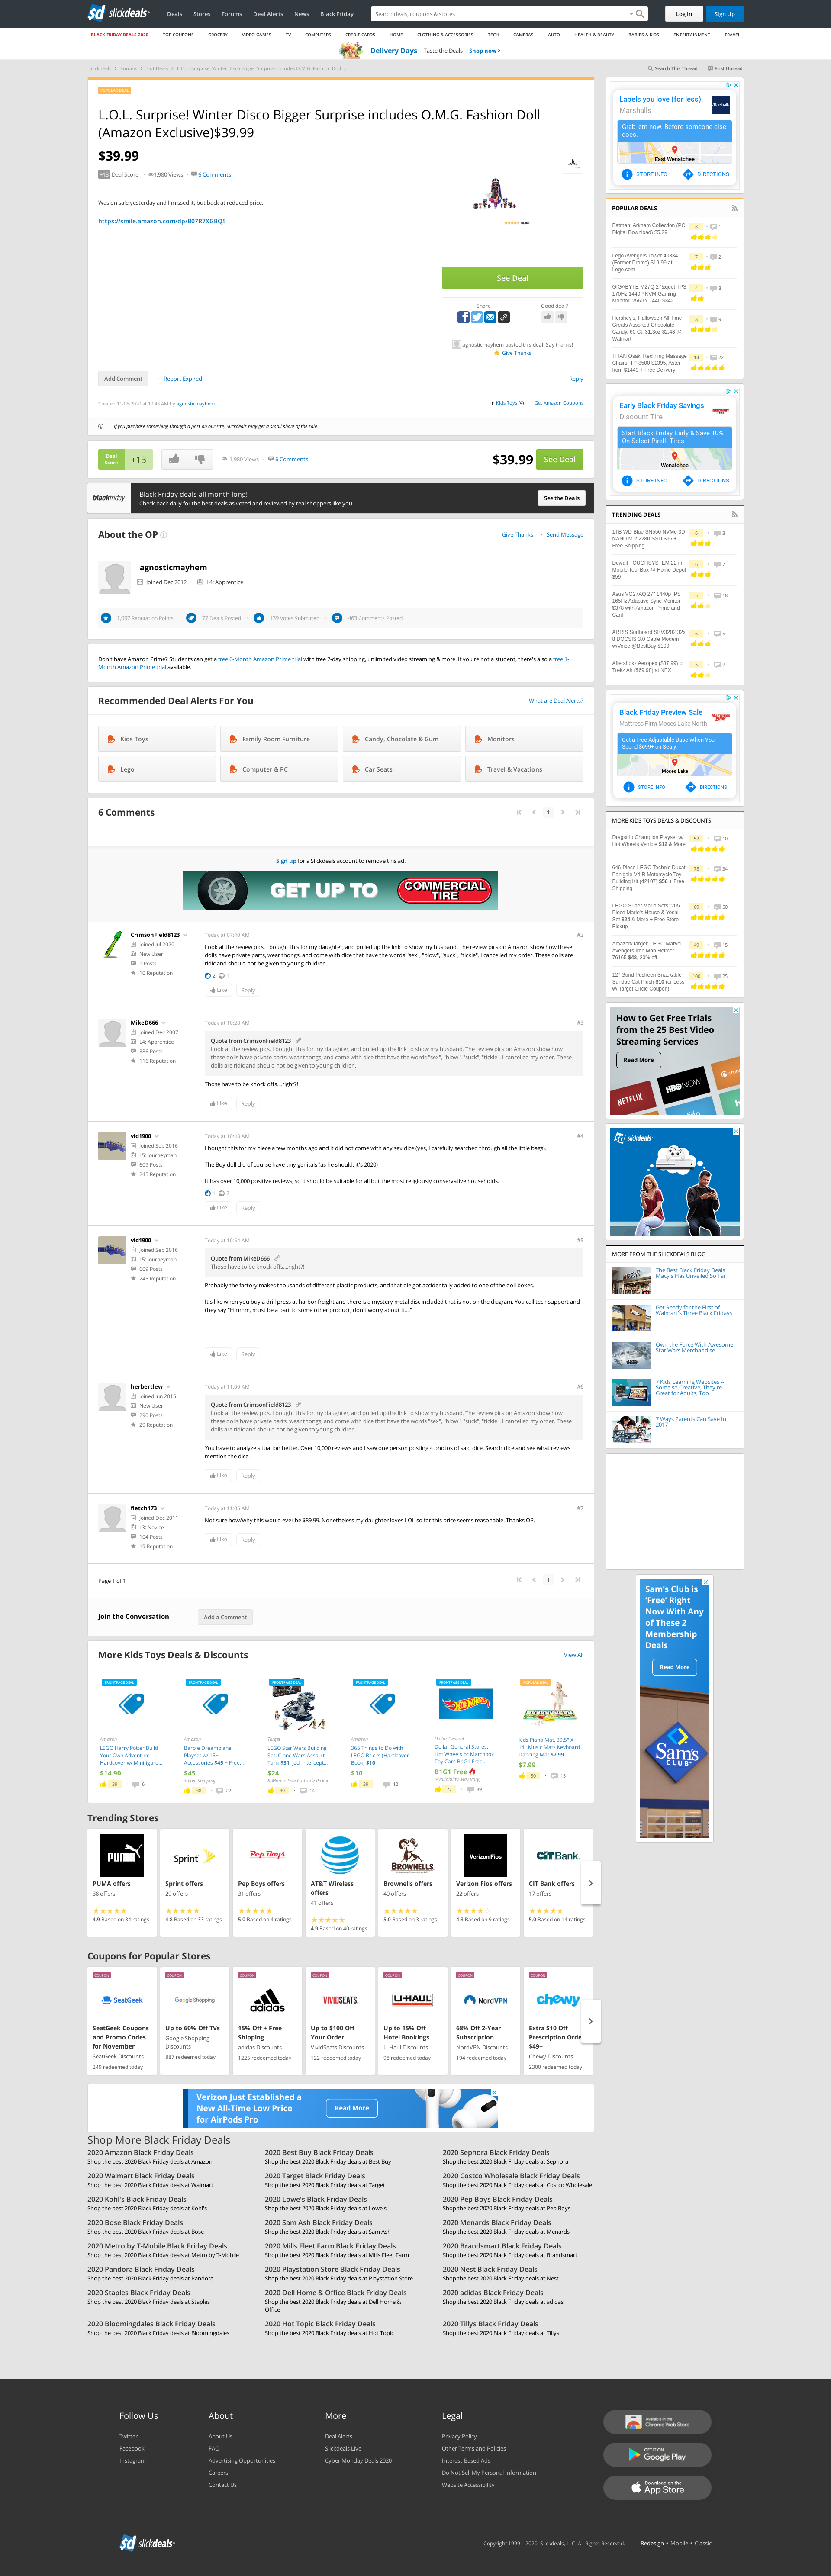 slickdeals
Deals Stores Forums Deal Alerts News Black Friday
Search deals, coupons & stores
Log In Sign Up
BLACK FRIDAY DEALS 2020 TOP COUPONS GROCERY VIDEO GAMES TV COMPUTERS CREDIT CARDS HOME CLOTHING & ACCESSORIES TECH CAMERAS AUTO HEALTH & BEAUTY BABIES & KIDS ENTERTAINMENT TRAVEL
Delivery Days Taste the Deals Shop now
Slickdeals > Forums > Hot Deals > L.O.L. Surprise! Winter Disco Bigger Surprise includes O.M.G. Fashion Doll ...
Search This Thread First Unread
POPULAR DEAL
L.O.L. Surprise! Winter Disco Bigger Surprise includes O.M.G. Fashion Doll
(Amazon Exclusive)$39.99
$39.99
+13 Deal Score 1,980 Views 6 Comments
Was on sale yesterday and I missed it, but back at reduced price.
https://smile.amazon.com/dp/B07R7XGBQS
See Deal
Share Good deal?
agnosticmayhem posted this deal. Say thanks!
Give Thanks
Add Comment Report Expired Reply
Created 11-06-2020 at 10:43 AM by agnosticmayhem
in Kids Toys (4) Get Amazon Coupons
If you purchase something through a post on our site, Slickdeals may get a small share of the sale.
Deal
Score +13 1,980 Views 6 Comments $39.99 See Deal
blackfriday
Black Friday deals all month long!
Check back daily for the best deals as voted and reviewed by real shoppers like you.
See the Deals
About the OP
Give Thanks Send Message
agnosticmayhem
Joined Dec 2012 L4: Apprentice
1,097 Reputation Points 77 Deals Posted 139 Votes Submitted 403 Comments Posted
Don't have Amazon Prime? Students can get a free 6-Month Amazon Prime trial with free 2-day shipping, unlimited video streaming & more. If you're not a student, there's also a free 1-
Month Amazon Prime trial available.
Recommended Deal Alerts For You
What are Deal Alerts?
Kids Toys Family Room Furniture Candy, Chocolate & Gum Monitors
Lego Computer & PC Car Seats Travel & Vacations
6 Comments
1
Sign up for a Slickdeals account to remove this ad.
GET UP TO COMMERCIAL TIRE
CrimsonField8123
Joined Jul 2020
New User
1 Posts
10 Reputation
Today at 07:40 AM #2
Look at the review pics. I bought this for my daughter, and pulled up the link to show my husband. The review pics on Amazon show how these
dolls have private parts, wear thongs, and come with dice that have the words "sex", "blow", "suck", "tickle". I cancelled my order. These dolls are
ridic and should not be given to young children.
2 1
Like Reply
MikeD666
Joined Dec 2007
L4: Apprentice
386 Posts
116 Reputation
Today at 10:28 AM #3
Quote from CrimsonField8123
Look at the review pics. I bought this for my daughter, and pulled up the link to show my husband. The review pics on Amazon show how
these dolls have private parts, wear thongs, and come with dice that have the words "sex", "blow", "suck", "tickle". I cancelled my order. These
dolls are ridic and should not be given to young children.
Those have to be knock offs....right?!
Like Reply
vid1900
Joined Sep 2016
L5: Journeyman
609 Posts
245 Reputation
Today at 10:48 AM #4
I bought this for my niece a few months ago and it did not come with any sex dice (yes, I carefully searched through all the little bags).
The Boy doll did of course have tiny genitals (as he should, it's 2020)
It has over 10,000 positive reviews, so it should be suitable for all but the most religiously conservative households.
1 2
Like Reply
vid1900
Joined Sep 2016
L5: Journeyman
609 Posts
245 Reputation
Today at 10:54 AM #5
Quote from MikeD666
Those have to be knock offs....right?!
Probably the factory makes thousands of different plastic products, and that die got accidentally added to one of the doll boxes.
It's like when you buy a drill press at harbor freight and there is a mystery metal disc included that is not on the diagram. You call tech support and
they say "Hmmm, must be a part to some other product, don't worry about it...."
Like Reply
herbertlew
Joined Jun 2015
New User
290 Posts
29 Reputation
Today at 11:00 AM #6
Quote from CrimsonField8123
Look at the review pics. I bought this for my daughter, and pulled up the link to show my husband. The review pics on Amazon show how
these dolls have private parts, wear thongs, and come with dice that have the words "sex", "blow", "suck", "tickle". I cancelled my order. These
dolls are ridic and should not be given to young children.
You have to analyze situation better. Over 10,000 reviews and I saw one person posting 4 photos of said dice. Search dice and see what reviews
mention the dice.
Like Reply
fletch173
Joined Dec 2011
L3: Novice
104 Posts
19 Reputation
Today at 11:05 AM #7
Not sure how/why this would ever be $89.99. Nonetheless my daughter loves LOL so for this price seems reasonable. Thanks OP.
Like Reply
Page 1 of 1
1
Join the Conversation Add a Comment
More Kids Toys Deals & Discounts View All
Amazon
LEGO Harry Potter Build
Your Own Adventure
Hardcover w/ Minifigure...
$14.90
39 6
Amazon
Barbie Dreamplane
Playset w/ 15+
Accessories $45 + Free...
$45
+ Free Shipping
38 22
Target
LEGO Star Wars Building
Set: Clone Wars Assault
Tank $31, Jedi Intercept...
$24
& More + Free Curbside Pickup
39 14
Amazon
365 Things to Do with
LEGO Bricks (Hardcover
Book) $10
$10
39 12
Dollar General
Dollar General Stores:
Hot Wheels or Matchbox
Toy Cars B1G1 Free...
B1G1 Free
(Availability May Vary)
77 36
Kids Piano Mat, 39.5" X
14" Music Mats Keyboard
Dancing Mat $7.99
$7.99
50 15
Trending Stores
PUMA offers
38 offers
4.9 Based on 34 ratings
Sprint offers
29 offers
4.8 Based on 33 ratings
Pep Boys offers
31 offers
5.0 Based on 4 ratings
AT&T Wireless
offers
41 offers
4.9 Based on 40 ratings
Brownells offers
40 offers
5.0 Based on 3 ratings
Verizon Fios offers
22 offers
4.3 Based on 9 ratings
CIT Bank offers
17 offers
5.0 Based on 14 ratings
Coupons for Popular Stores
COUPON
SeatGeek
SeatGeek Coupons
and Promo Codes
for November
SeatGeek Discounts
249 redeemed today
COUPON
Google Shopping
Up to 60% Off TVs
Google Shopping
Discounts
887 redeemed today
COUPON
adidas
15% Off + Free
Shipping
adidas Discounts
1225 redeemed today
COUPON
VIVIDSEATS.
Up to $100 Off
Your Order
VividSeats Discounts
122 redeemed today
COUPON
U-HAUL
Up to 15% Off
Hotel Bookings
U-Haul Discounts
98 redeemed today
COUPON
NordVPN
68% Off 2-Year
Subscription
NordVPN Discounts
194 redeemed today
COUPON
chewy
Extra $10 Off
Prescription Orde
$49+
Chewy Discounts
2300 redeemed today
Verizon Just Established a
New All-Time Low Price
for AirPods Pro
Read More
Shop More Black Friday Deals
2020 Amazon Black Friday Deals
Shop the best 2020 Black Friday deals at Amazon
2020 Best Buy Black Friday Deals
Shop the best 2020 Black Friday deals at Best Buy
2020 Sephora Black Friday Deals
Shop the best 2020 Black Friday deals at Sephora
2020 Walmart Black Friday Deals
Shop the best 2020 Black Friday deals at Walmart
2020 Target Black Friday Deals
Shop the best 2020 Black Friday deals at Target
2020 Costco Wholesale Black Friday Deals
Shop the best 2020 Black Friday deals at Costco Wholesale
2020 Kohl's Black Friday Deals
Shop the best 2020 Black Friday deals at Kohl's
2020 Lowe's Black Friday Deals
Shop the best 2020 Black Friday deals at Lowe's
2020 Pep Boys Black Friday Deals
Shop the best 2020 Black Friday deals at Pep Boys
2020 Bose Black Friday Deals
Shop the best 2020 Black Friday deals at Bose
2020 Sam Ash Black Friday Deals
Shop the best 2020 Black Friday deals at Sam Ash
2020 Menards Black Friday Deals
Shop the best 2020 Black Friday deals at Menards
2020 Metro by T-Mobile Black Friday Deals
Shop the best 2020 Black Friday deals at Metro by T-Mobile
2020 Mills Fleet Farm Black Friday Deals
Shop the best 2020 Black Friday deals at Mills Fleet Farm
2020 Brandsmart Black Friday Deals
Shop the best 2020 Black Friday deals at Brandsmart
2020 Pandora Black Friday Deals
Shop the best 2020 Black Friday deals at Pandora
2020 Playstation Store Black Friday Deals
Shop the best 2020 Black Friday deals at Playstation Store
2020 Nest Black Friday Deals
Shop the best 2020 Black Friday deals at Nest
2020 Staples Black Friday Deals
Shop the best 2020 Black Friday deals at Staples
2020 Dell Home & Office Black Friday Deals
Shop the best 2020 Black Friday deals at Dell Home &
Office
2020 adidas Black Friday Deals
Shop the best 2020 Black Friday deals at adidas
2020 Bloomingdales Black Friday Deals
Shop the best 2020 Black Friday deals at Bloomingdales
2020 Hot Topic Black Friday Deals
Shop the best 2020 Black Friday deals at Hot Topic
2020 Tillys Black Friday Deals
Shop the best 2020 Black Friday deals at Tillys
Labels you love (for less).
Marshalls
Grab 'em now. Before someone else
does.
East Wenatchee
STORE INFO DIRECTIONS
POPULAR DEALS
Batman: Arkham Collection (PC
Digital Download) $5.29
8 1
Lego Avengers Tower 40334
(Former Promo) $19.99 at
Lego.com
7 2
GIGABYTE M27Q 27&quot; IPS
170Hz 1440P KVM Gaming
Monitor, 2560 x 1440 $342
4 8
Hershey's, Halloween All Time
Greats Assorted Chocolate
Candy, 60 Ct. 31.3oz $2.48 @
Walmart
8 9
TITAN Osaki Reclining Massage
Chairs: TP-8500 $1395, Aster
from $1449 + Free Delivery
14 22
Early Black Friday Savings
Discount Tire
Start Black Friday Early & Save 10%
On Select Pirelli Tires
Wenatchee
STORE INFO DIRECTIONS
TRENDING DEALS
1TB WD Blue SN550 NVMe 3D
NAND M.2 2280 SSD $95 +
Free Shipping
6 3
Dewalt TOUGHSYSTEM 22 in.
Mobile Tool Box @ Home Depot
$59
6 7
Asus VG27AQ 27" 1440p IPS
165Hz Adaptive Sync Monitor
$378 with Amazon Prime and
Card
5 18
ARRIS Surfboard SBV3202 32x
8 DOCSIS 3.0 Cable Modem
w/Voice @BestBuy $100
6 5
Aftershokz Aeropex ($87.99) or
Trekz Air ($69.98) at NEX
5 7
Black Friday Preview Sale
Mattress Firm Moses Lake North
Get a Free Adjustable Base When You
Spend $699+ on Sealy.
Moses Lake
STORE INFO DIRECTIONS
MORE KIDS TOYS DEALS & DISCOUNTS
Dragstrip Champion Playset w/
Hot Wheels Vehicle $12 & More
52 10
646-Piece LEGO Technic Ducati
Panigale V4 R Motorcycle Toy
Building Kit (42107) $56 + Free
Shipping
75 34
LEGO Super Mario Sets: 205-
Piece Mario's House & Yoshi
Set $24 & More + Free Store
Pickup
69 50
Amazon/Target: LEGO Marvel
Avengers Iron Man Helmet
76165 $48, 20% off
49 15
12" Gund Pusheen Snackable
Sundae Cat Plush $10 (or Less
w/ Target Circle Coupon)
100 25
How to Get Free Trials
from the 25 Best Video
Streaming Services
Read More
NETFLIX HBO NOW
slickdeals
MORE FROM THE SLICKDEALS BLOG
The Best Black Friday Deals
Macy's Has Unveiled So Far
Get Ready for the First of
Walmart's Three Black Fridays
Own the Force With Awesome
Star Wars Merchandise
7 Kids Learning Websites –
Some so Creative, They're
Great for Adults, Too
7 Ways Parents Can Save In
2017
Sam's Club is
'Free' Right
Now With Any
of These 2
Membership
Deals
Read More
Sam's CLUB
Follow Us About More Legal
Twitter About Us Deal Alerts Privacy Policy
Facebook FAQ Slickdeals Live Other Terms and Policies
Instagram Advertising Opportunities Cyber Monday Deals 2020 Interest-Based Ads
Careers Do Not Sell My Personal Information
Contact Us Website Accessibility
Available in the
Chrome Web Store
GET IT ON
Google Play
Download on the
App Store
slickdeals
Copyright 1999 – 2020. Slickdeals, LLC. All Rights Reserved. Redesign • Mobile • Classic